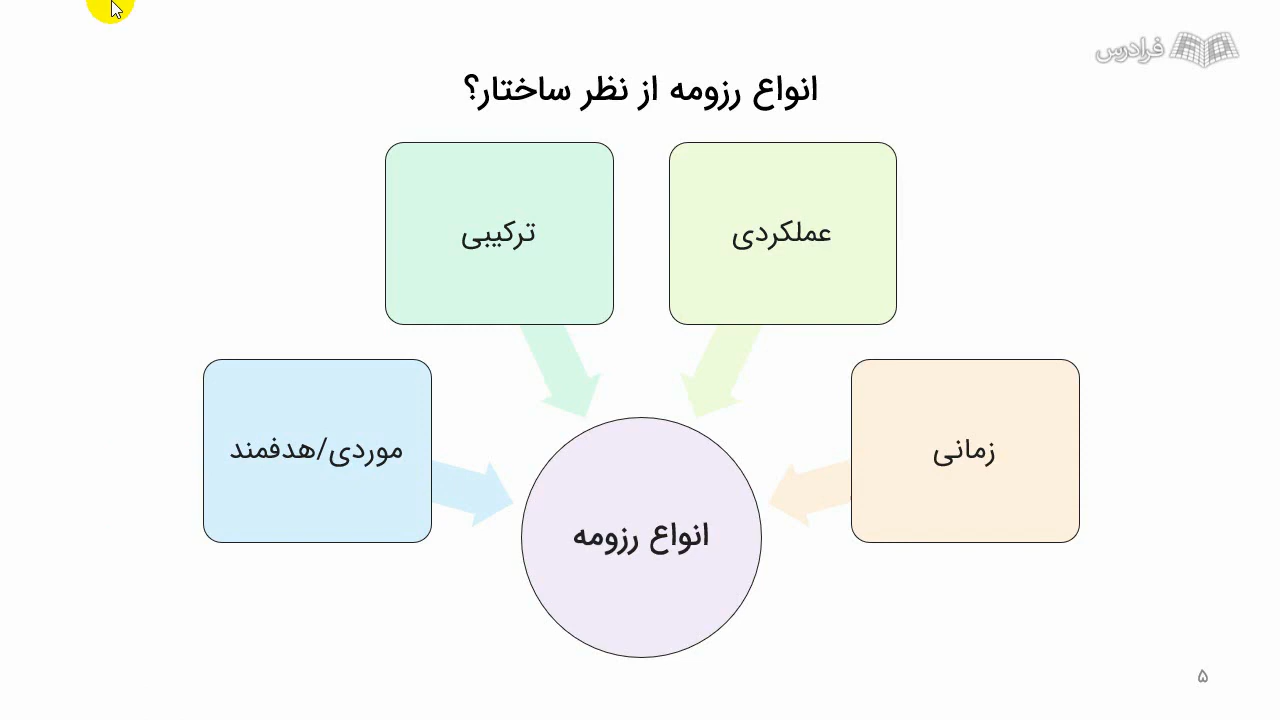 فرادرس
انواع رزومه از نظر ساختار؟
عملکردی
ترکیبی
زمانی
موردی/هدفمند
انواع رزومه
۵